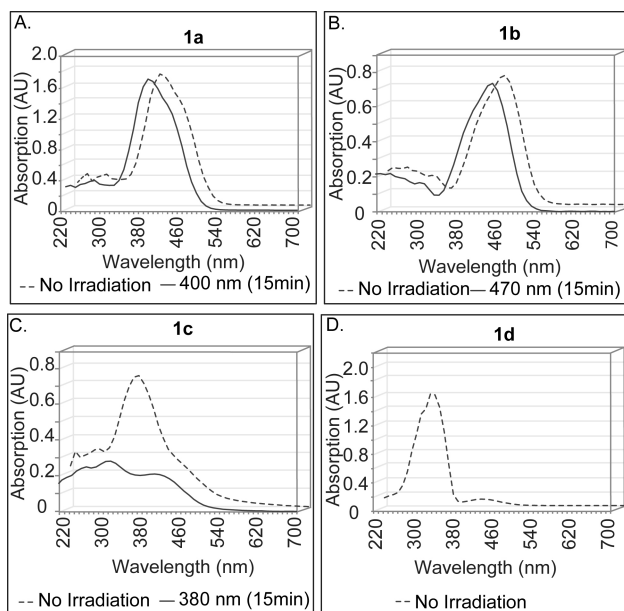 A.
1a
Absorption (AU)
2.0
1.6
1.2
0.8
0.4
0
220
300
380
460
540
620
700
Wavelength (nm)
No Irradiation 400 nm (15min)
B.
1b
Absorption (AU)
0.8
0.6
0.4
0.2
0
220
300
380
460
540
620
700
Wavelength (nm)
No Irradiation 470 nm (15min)
C.
1c
Absorption (AU)
0.8
0.6
0.4
0.2
0
220
300
380
460
540
620
700
Wavelength (nm)
No Irradiation 380 nm (15min)
D.
1d
Absorption (AU)
2.0
1.6
1.2
0.8
0.4
0
220
300
380
460
540
620
700
Wavelength (nm)
No Irradiation